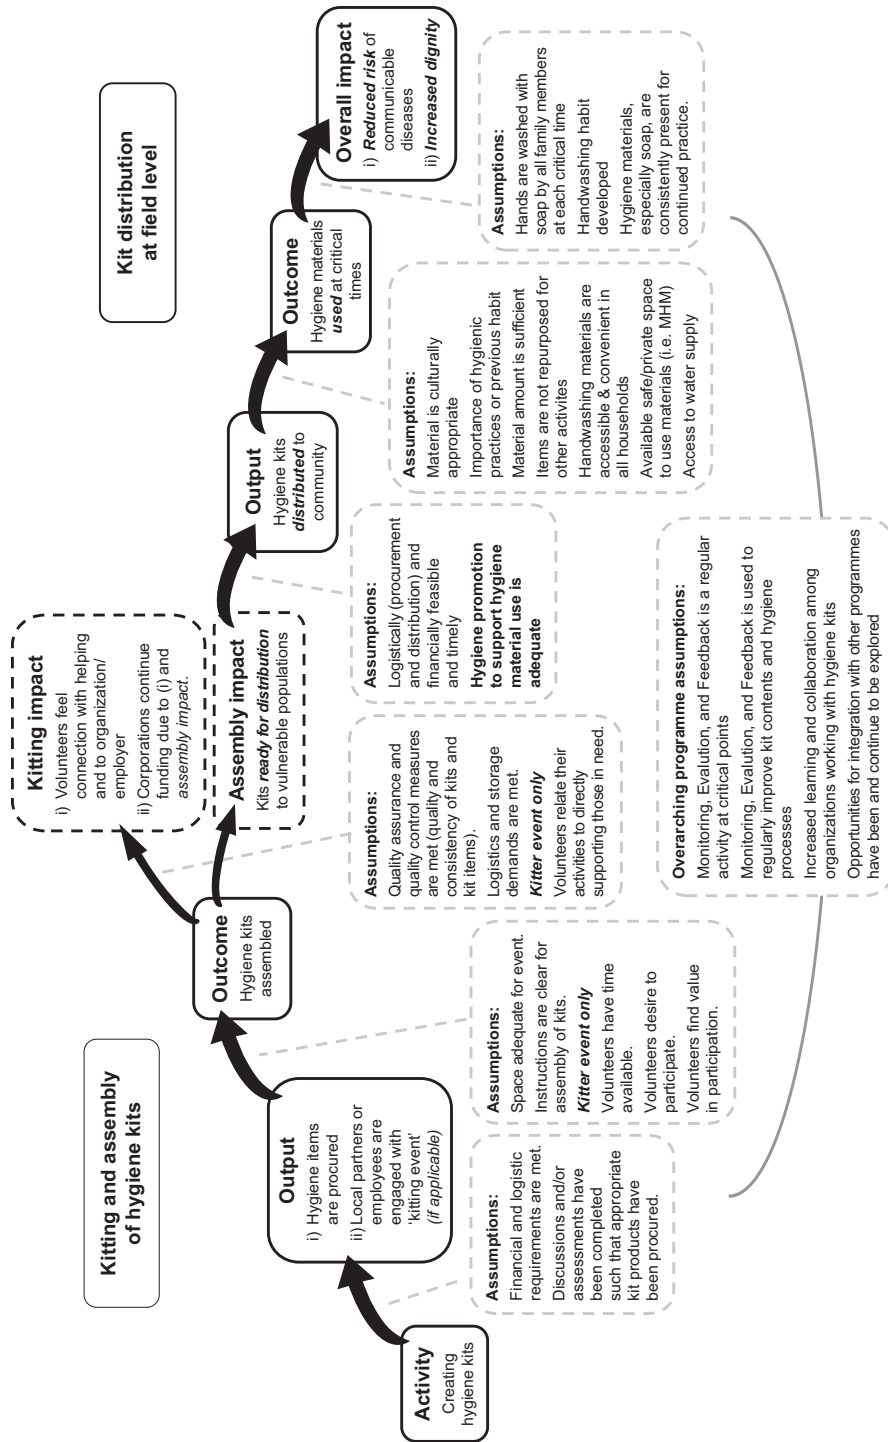 Kitting and assembly
of hygiene kits
Kit distribution
at field level
Activity
Creating
hygiene kits
Output
i) Hygiene items
are procured
ii) Local partners or
employees are
engaged with
‘kitting event’
(if applicable)
Outcome
Hygiene kits
assembled
Kitting impact
i) Volunteers feel
connection with helping
and to organization/
employer
ii) Corporations continue
funding due to (i) and
assembly impact.
Assembly impact
Kits ready for distribution
to vulnerable populations
Output
Hygiene kits
distributed to
community
Outcome
Hygiene materials
used at critical
times
Overall impact
i) Reduced risk of
communicable
diseases
ii) Increased dignity
Assumptions:
Financial and logistic
requirements are met.
Discussions and/or
assessments have
been completed
such that appropriate
kit products have
been procured.
Assumptions:
Space adequate for event.
Instructions are clear for
assembly of kits.
Kitter event only
Volunteers have time
available.
Volunteers desire to
participate.
Volunteers find value
in participation.
Assumptions:
Quality assurance and
quality control measures
are met (quality and
consistency of kits and
kit items).
Logistics and storage
demands are met.
Kitter event only
Volunteers relate their
activities to directly
supporting those in need.
Assumptions:
Logistically (procurement
and distribution) and
financially feasible
and timely
Hygiene promotion
to support hygiene
material use is
adequate
Assumptions:
Material is culturally
appropriate
Importance of hygienic
practices or previous habit
Material amount is sufficient
Items are not repurposed for
other activites
Handwashing materials are
accessible & convenient in
all households
Available safe/private space
to use materials (i.e. MHM)
Access to water supply
Assumptions:
Hands are washed with
soap by all family members
at each critical time
Handwashing habit
developed
Hygiene materials,
especially soap, are
consistently present for
continued practice.
Overarching programme assumptions:
Monitoring, Evalution, and Feedback is a regular
activity at critical points
Monitoring, Evalution, and Feedback is used to
regularly improve kit contents and hygiene
processes
Increased learning and collaboration among
organizations working with hygiene kits
Opportunities for integration with other programmes
have been and continue to be explored